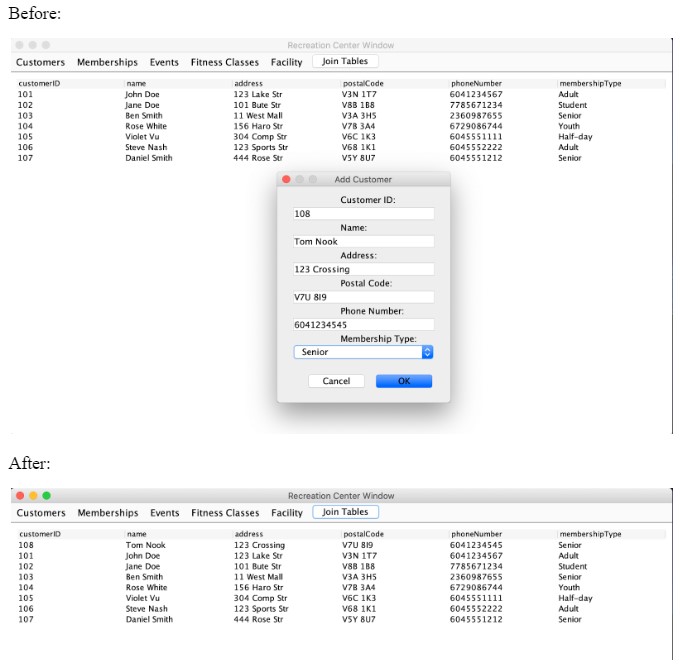 Before:
Recreation Center Window
Customers Memberships Events Fitness Classes Facility Join Tables
customerID name address postalCode phoneNumber membershipType
101 John Doe 123 Lake Str V3N 1T7 6041234567 Adult
102 Jane Doe 101 Bute Str V8B 1B8 7785671234 Student
103 Ben Smith 11 West Mall V3A 3H5 2360987655 Senior
104 Rose White 156 Haro Str V7B 3A4 6729086744 Youth
105 Violet Vu 304 Comp Str V6C 1K3 6045551111 Half-day
106 Steve Nash 123 Sports Str V68 1K1 6045552222 Adult
107 Daniel Smith 444 Rose Str V5Y 8U7 6045551212 Senior
Add Customer
Customer ID:
108
Name:
Tom Nook
Address:
123 Crossing
Postal Code:
V7U 8I9
Phone Number:
6041234545
Membership Type:
Senior
Cancel OK
After:
Recreation Center Window
Customers Memberships Events Fitness Classes Facility Join Tables
customerID name address postalCode phoneNumber membershipType
108 Tom Nook 123 Crossing V7U 8I9 6041234545 Senior
101 John Doe 123 Lake Str V3N 1T7 6041234567 Adult
102 Jane Doe 101 Bute Str V8B 1B8 7785671234 Student
103 Ben Smith 11 West Mall V3A 3H5 2360987655 Senior
104 Rose White 156 Haro Str V7B 3A4 6729086744 Youth
105 Violet Vu 304 Comp Str V6C 1K3 6045551111 Half-day
106 Steve Nash 123 Sports Str V68 1K1 6045552222 Adult
107 Daniel Smith 444 Rose Str V5Y 8U7 6045551212 Senior